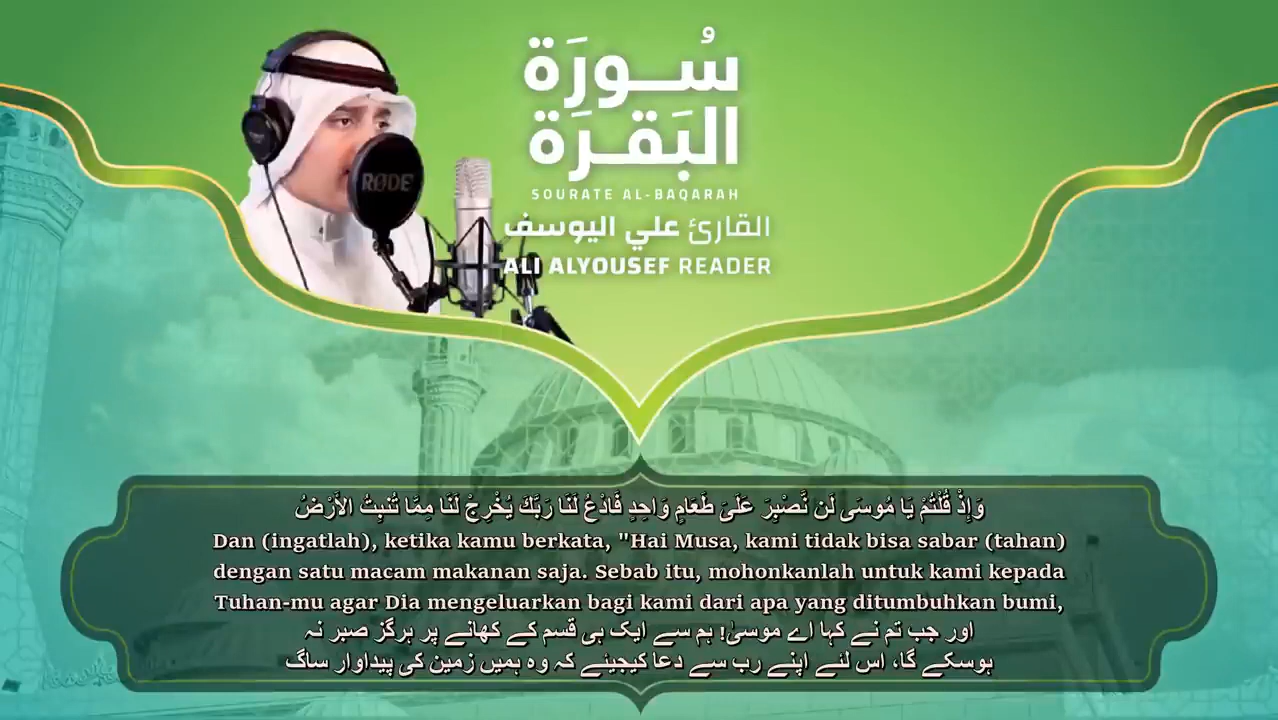 سُورَة
البَقرَة
SOURATE AL-BAQARAH
القارئ علي اليوسف
ALI ALYOUSEF READER
RØDE
وَإِذْ قُلْتُمْ يَا مُوسَى لَن نَّصْبِرَ عَلَىَ طَعَامٍ وَاحِدٍ فَادْعُ لَنَا رَبَّكَ يُخْرِجْ لَنَا مِمَّا تُنبِتُ الأَرْضُ
Dan (ingatlah), ketika kamu berkata, "Hai Musa, kami tidak bisa sabar (tahan)
dengan satu macam makanan saja. Sebab itu, mohonkanlah untuk kami kepada
Tuhan-mu agar Dia mengeluarkan bagi kami dari apa yang ditumbuhkan bumi,
اور جب تم نے کہا اے موسیٰ! ہم سے ایک ہی قسم کے کھانے پر ہرگز صبر نہ
ہوسکے گا، اس لئے اپنے رب سے دعا کیجیئے کہ وه ہمیں زمین کی پیداوار ساگ